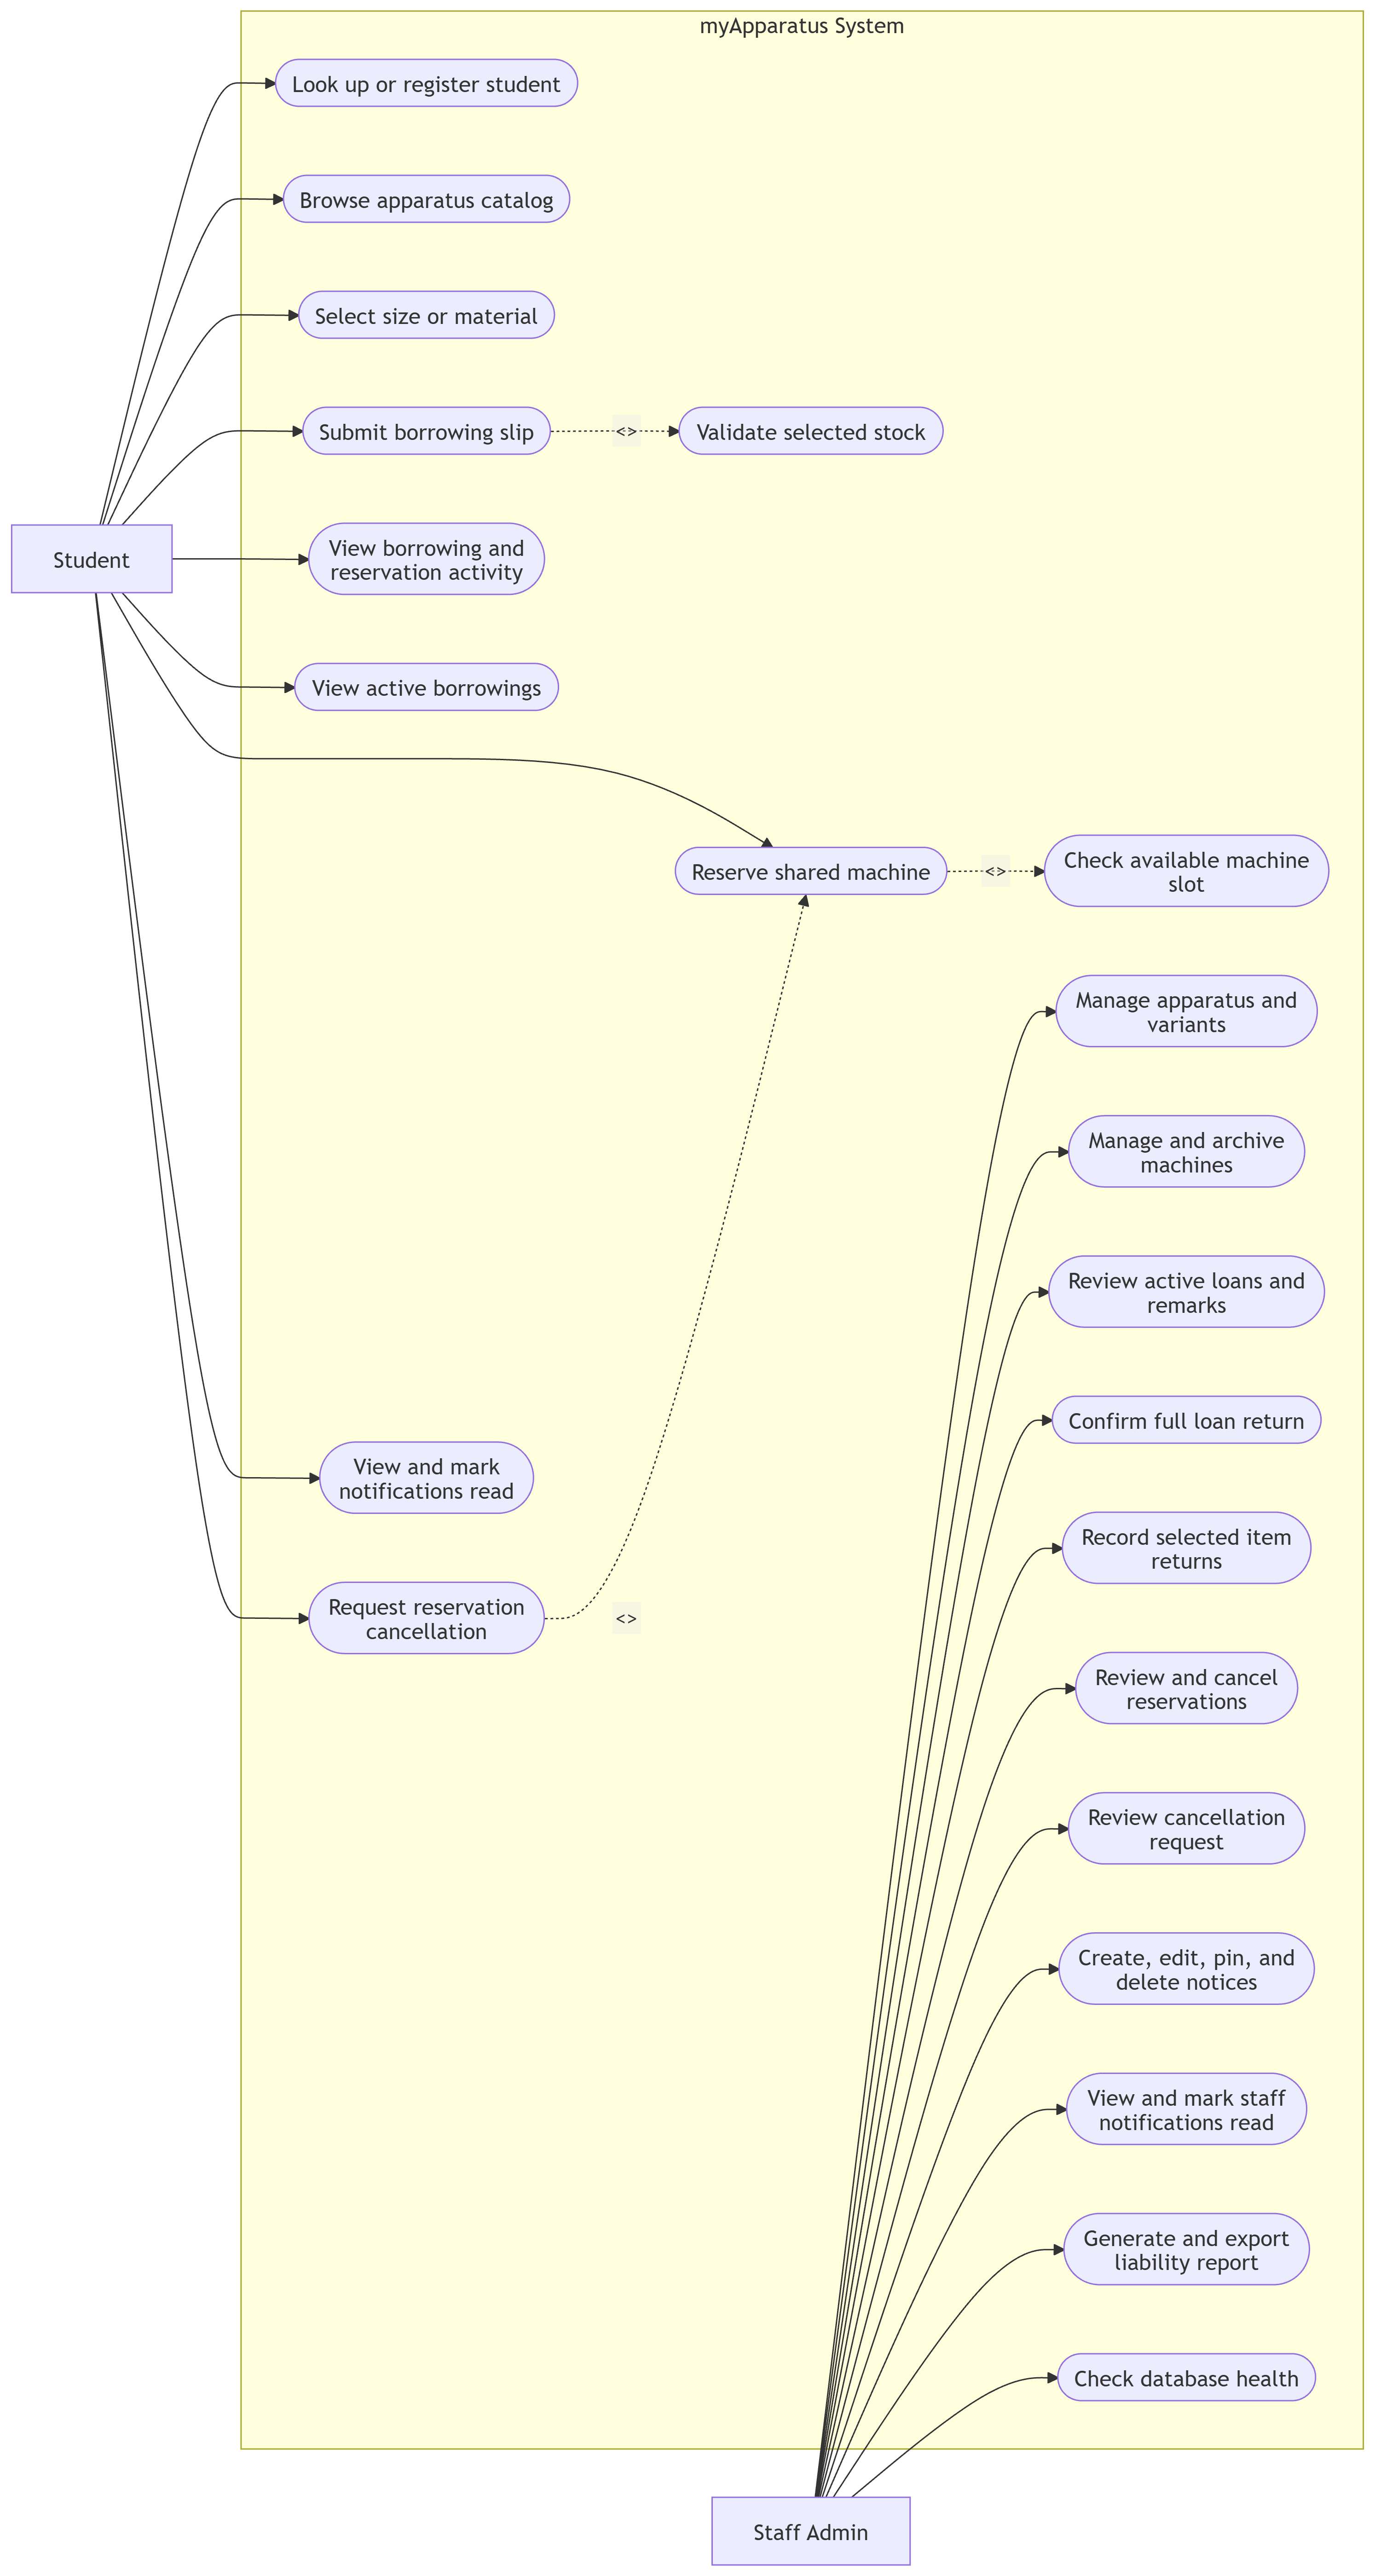 myApparatus System
Look up or register student
Browse apparatus catalog
Select size or material
Submit borrowing slip
<>
Validate selected stock
Student
View borrowing and
reservation activity
View active borrowings
Reserve shared machine
<>
Check available machine
slot
Manage apparatus and
variants
Manage and archive
machines
Review active loans and
remarks
Confirm full loan return
View and mark
notifications read
Record selected item
returns
Request reservation
cancellation
<>
Review and cancel
reservations
Review cancellation
request
Create, edit, pin, and
delete notices
View and mark staff
notifications read
Generate and export
liability report
Check database health
Staff Admin